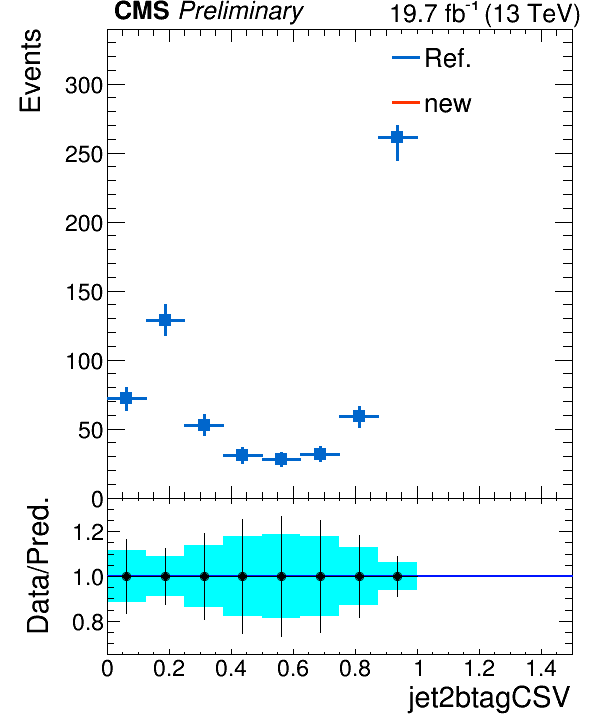 CMS Preliminary 19.7 fb-1 (13 TeV)
Events
Ref.
new
300
250
200
150
100
50
0
Data/Pred.
1.2
1.0
0.8
0 0.2 0.4 0.6 0.8 1 1.2 1.4
jet2btagCSV